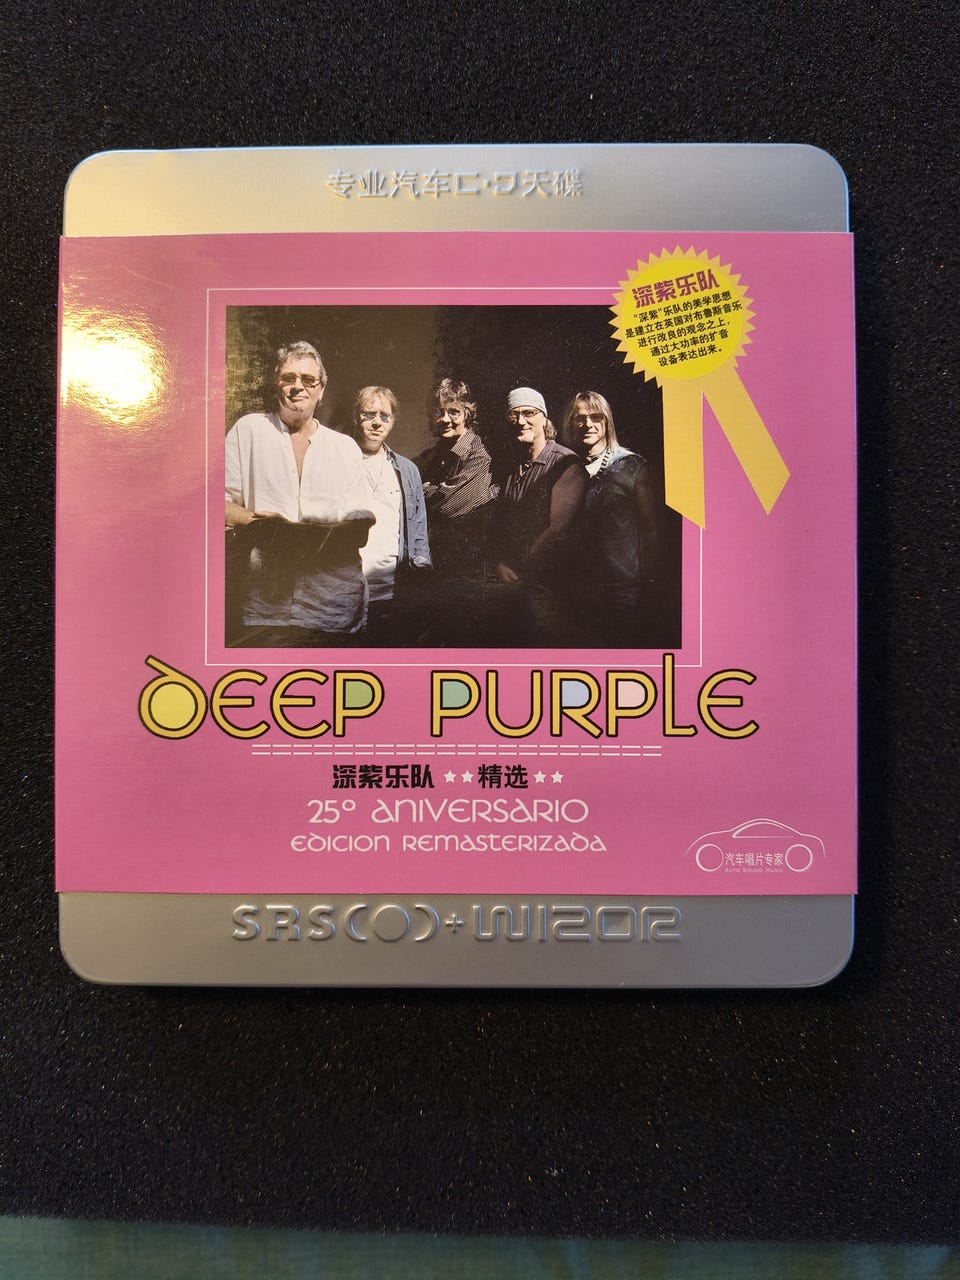 专业汽车C·D天碟
深紫乐队
"深紫"乐队的美学思想
是建立在英国对布鲁斯音乐
进行改良的观念之上，
通过大功率的扩音
设备表达出来。
DEEP PURPLE
深紫乐队 ★★精选★★
25º ANIVERSARIO
EDICION REMASTERIZADA
汽车唱片专家
AUTO SOUND MUSIC